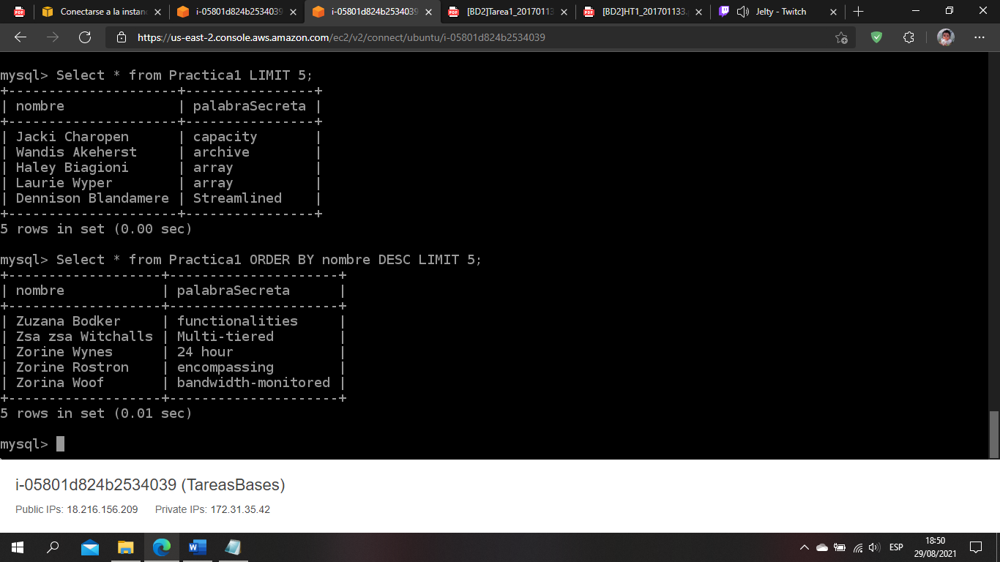 Conectarse a la instan
i-05801d824b2534039
i-05801d824b2534039
[BD2]Tarea1_20170113
[BD2]HT1_201701133.
Jelty - Twitch
https://us-east-2.console.aws.amazon.com/ec2/v2/connect/ubuntu/i-05801d824b2534039
mysql> Select * from Practica1 LIMIT 5;
+---------------------+---------------+
| nombre              | palabraSecreta |
+---------------------+---------------+
| Jacki Charopen      | capacity       |
| Wandis Akeherst     | archive        |
| Haley Biagioni      | array          |
| Laurie Wyper        | array          |
| Dennison Blandamere | Streamlined    |
+---------------------+---------------+
5 rows in set (0.00 sec)
mysql> Select * from Practica1 ORDER BY nombre DESC LIMIT 5;
+-------------------+---------------------+
| nombre            | palabraSecreta      |
+-------------------+---------------------+
| Zuzana Bodker     | functionalities     |
| Zsa zsa Witchalls | Multi-tiered        |
| Zorine Wynes      | 24 hour             |
| Zorine Rostron    | encompassing        |
| Zorina Woof       | bandwidth-monitored |
+-------------------+---------------------+
5 rows in set (0.01 sec)
mysql>
i-05801d824b2534039 (TareasBases)
Public IPs: 18.216.156.209 Private IPs: 172.31.35.42
ESP
18:50
29/08/2021